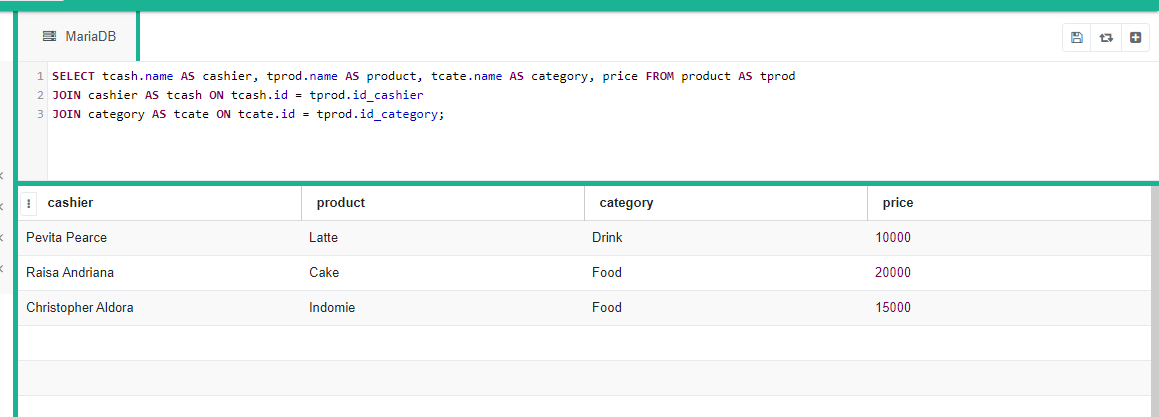 MariaDB
1 SELECT tcash.name AS cashier, tprod.name AS product, tcate.name AS category, price FROM product AS tprod
2 JOIN cashier AS tcash ON tcash.id = tprod.id_cashier
3 JOIN category AS tcate ON tcate.id = tprod.id_category;
cashier product category price
Pevita Pearce Latte Drink 10000
Raisa Andriana Cake Food 20000
Christopher Aldora Indomie Food 15000